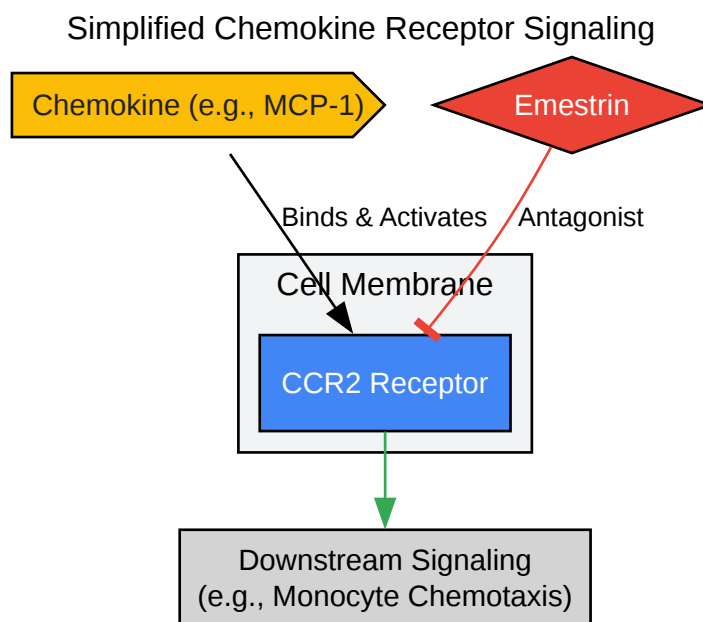 Simplified Chemokine Receptor Signaling
Chemokine (e.g., MCP-1)
Emestrin
Binds & Activates
Antagonist
Cell Membrane
CCR2 Receptor
Downstream Signaling
(e.g., Monocyte Chemotaxis)